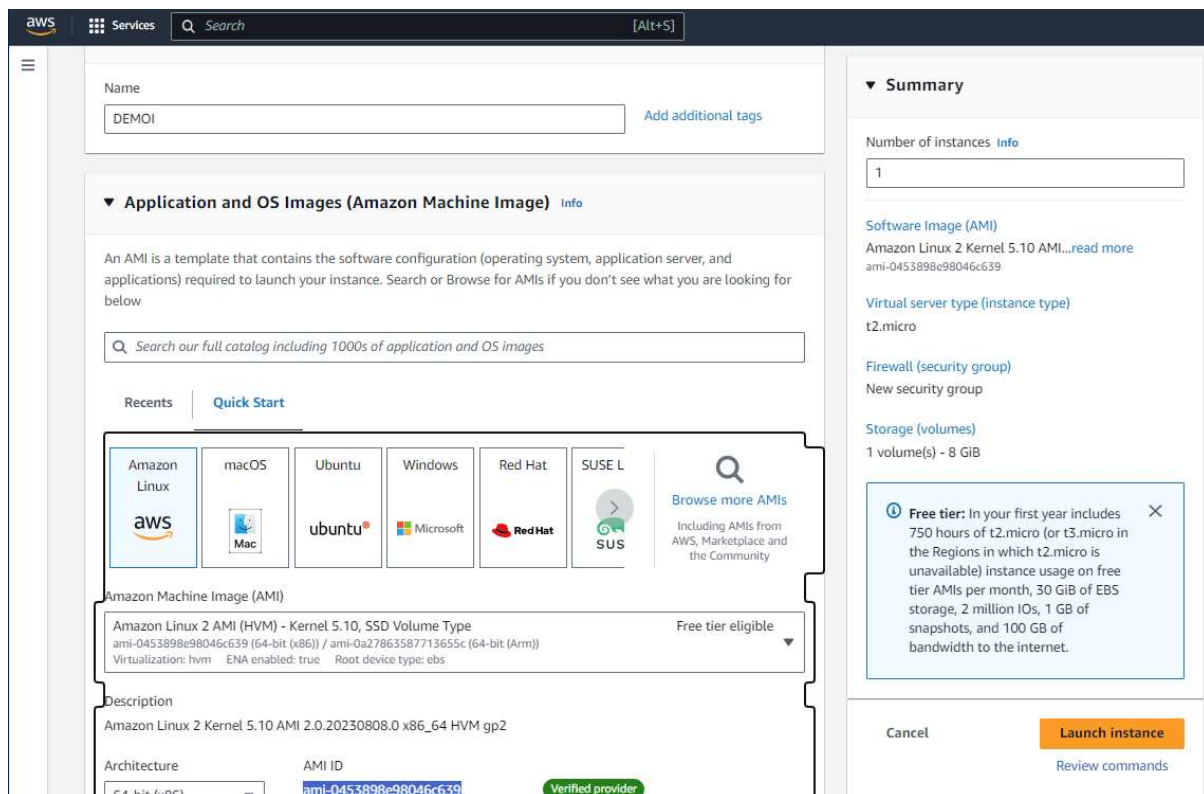 aws
Services
Search
[Alt+S]
Name
DEMOI
Add additional tags
Application and OS Images (Amazon Machine Image) Info
An AMI is a template that contains the software configuration (operating system, application server, and
applications) required to launch your instance. Search or Browse for AMIs if you don't see what you are looking for
below
Search our full catalog including 1000s of application and OS images
Recents
Quick Start
Amazon
Linux
aws
macOS
Mac
Ubuntu
ubuntu®
Windows
Microsoft
Red Hat
Red Hat
SUSE L
SUS
Browse more AMIs
Including AMIs from
AWS, Marketplace and
the Community
Amazon Machine Image (AMI)
Amazon Linux 2 AMI (HVM) - Kernel 5.10, SSD Volume Type
Free tier eligible
ami-0453898e98046c639 (64-bit (x86)) / ami-0a27863587713655c (64-bit (Arm))
Virtualization: hvm ENA enabled: true Root device type: ebs
Description
Amazon Linux 2 Kernel 5.10 AMI 2.0.20230808.0 x86_64 HVM gp2
Architecture
64-bit (x86)
AMI ID
ami-0453898e98046c639
Verified provider
Summary
Number of instances Info
1
Software Image (AMI)
Amazon Linux 2 Kernel 5.10 AMI...read more
ami-0453898e98046c639
Virtual server type (instance type)
t2.micro
Firewall (security group)
New security group
Storage (volumes)
1 volume(s) - 8 GiB
Free tier: In your first year includes
750 hours of t2.micro (or t3.micro in
the Regions in which t2.micro is
unavailable) instance usage on free
tier AMIs per month, 30 GiB of EBS
storage, 2 million IOs, 1 GB of
snapshots, and 100 GB of
bandwidth to the internet.
Cancel
Launch instance
Review commands